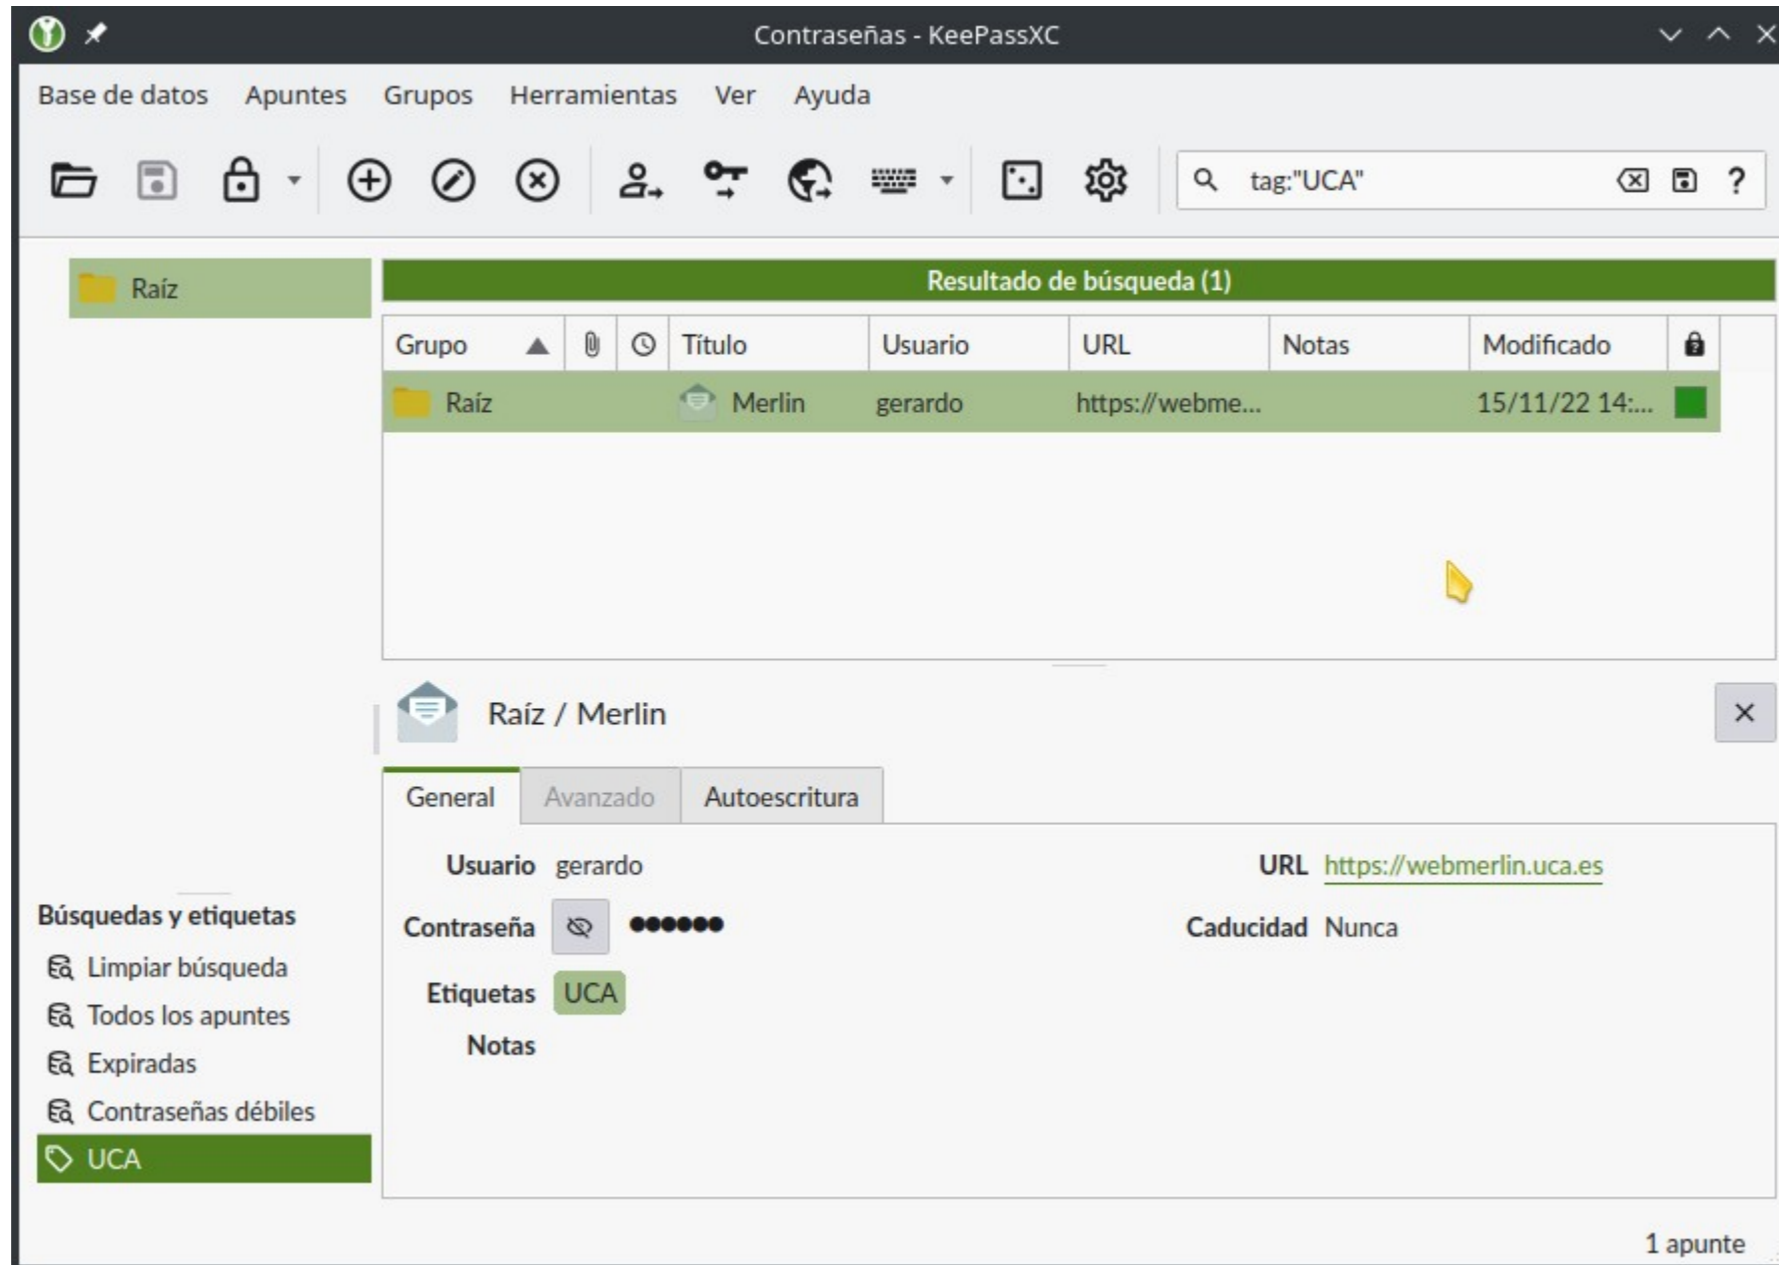 Contraseñas - KeePassXC
Base de datos Apuntes Grupos Herramientas Ver Ayuda
tag:"UCA" ?
Raíz
Resultado de búsqueda (1)
Grupo Título Usuario URL Notas Modificado
Raíz Merlin gerardo https://webme... 15/11/22 14:...
Raíz / Merlin
General Avanzado Autoescritura
Usuario gerardo URL https://webmerlin.uca.es
Contraseña ●●●●●● Caducidad Nunca
Etiquetas UCA
Notas
Búsquedas y etiquetas
Limpiar búsqueda
Todos los apuntes
Expiradas
Contraseñas débiles
UCA
1 apunte